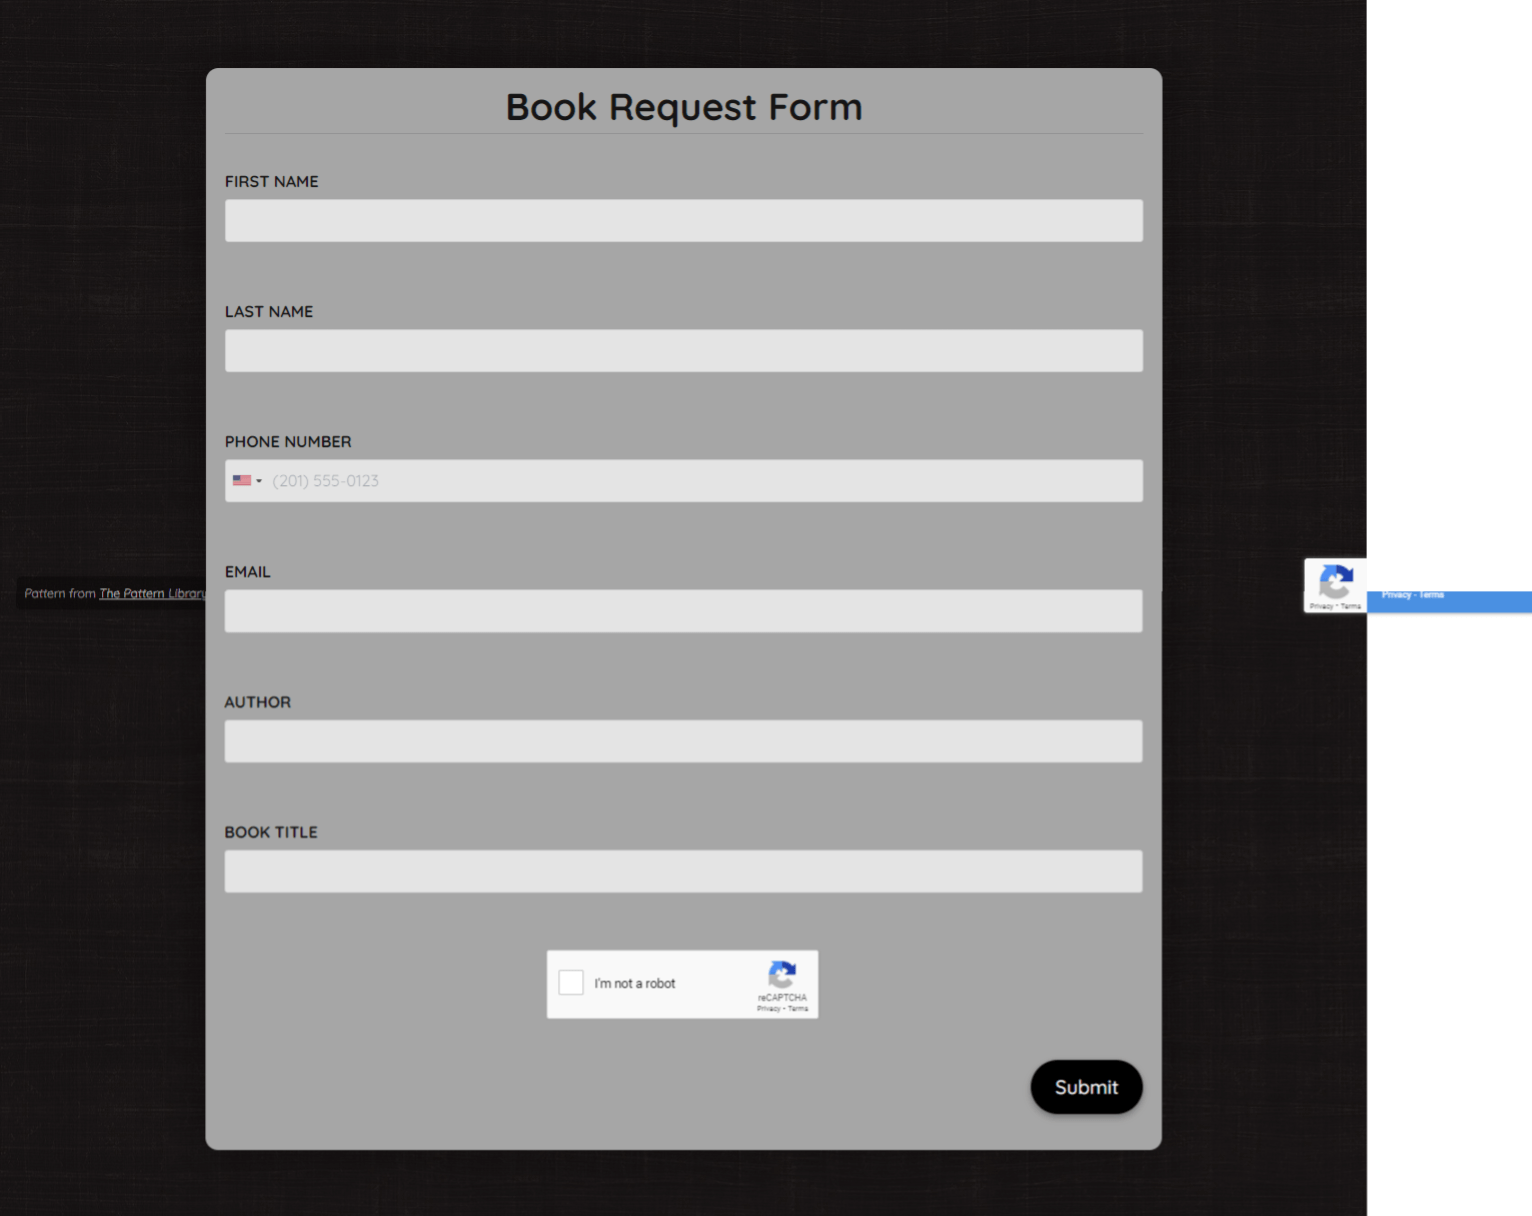 Book Request Form
FIRST NAME
LAST NAME
PHONE NUMBER
(201) 555-0123
EMAIL
Pattern from The Pattern Library
Privacy - Terms
Privacy - Terms
AUTHOR
BOOK TITLE
I'm not a robot
reCAPTCHA
Privacy - Terms
Submit